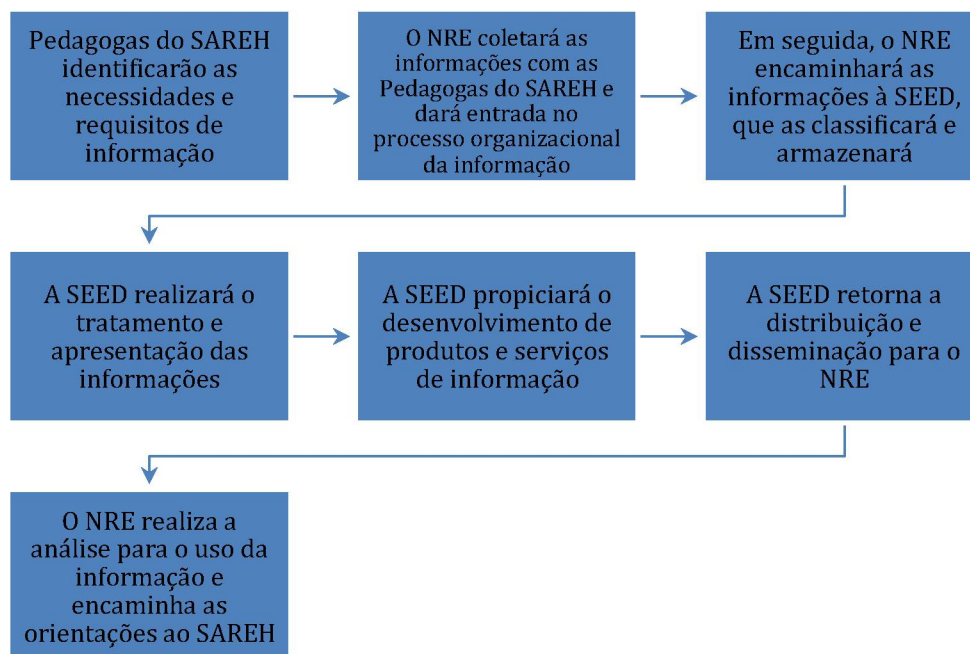 Pedagogas do SAREH
identificarão as
necessidades e
requisitos de
informação
O NRE coletará as
informações com as
Pedagogas do SAREH e
dará entrada no
processo organizacional
da informação
Em seguida, o NRE
encaminhará as
informações à SEED,
que as classificará e
armazenará
A SEED realizará o
tratamento e
apresentação das
informações
A SEED propiciará o
desenvolvimento de
produtos e serviços
de informação
A SEED retorna a
distribuição e
disseminação para o
NRE
O NRE realiza a
análise para o uso da
informação e
encaminha as
orientações ao SAREH